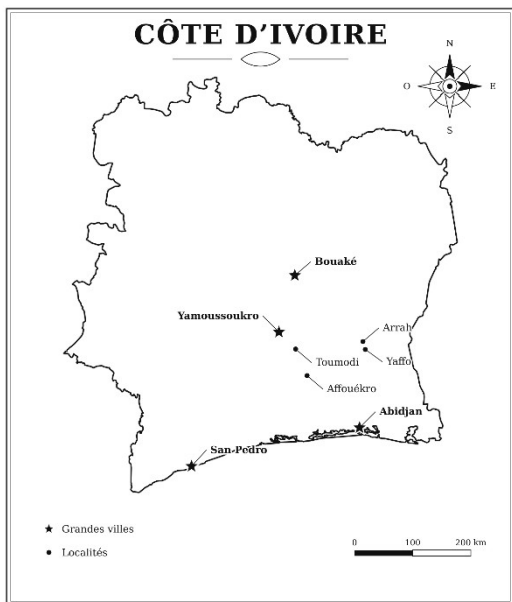 CÔTE D’IVOIRE
N
O
E
S
Bouaké
Yamoussoukro
Arrah
Toumodi
Yaffo
Affouékro
Abidjan
San-Pedro
Grandes villes
Localités
0 100 200 km